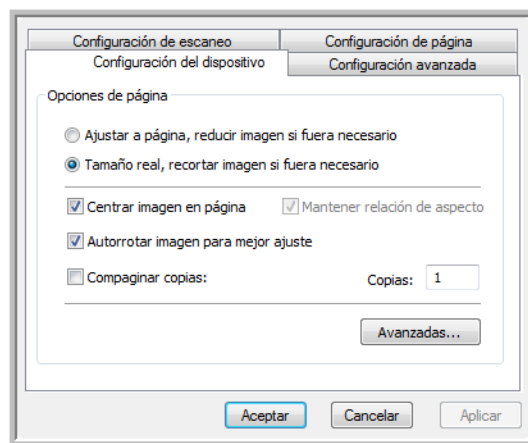 Configuración de escaneo Configuración de página
Configuración del dispositivo Configuración avanzada
Opciones de página
Ajustar a página, reducir imagen si fuera necesario
Tamaño real, recortar imagen si fuera necesario
Centrar imagen en página Mantener relación de aspecto
Autorrotar imagen para mejor ajuste
Compaginar copias: Copias: 1
Avanzadas...
Aceptar Cancelar Aplicar